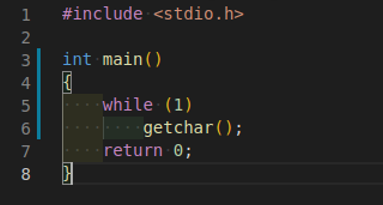 1 #include <stdio.h>
2
3 int main()
4 {
5     while (1)
6         getchar();
7     return 0;
8 }